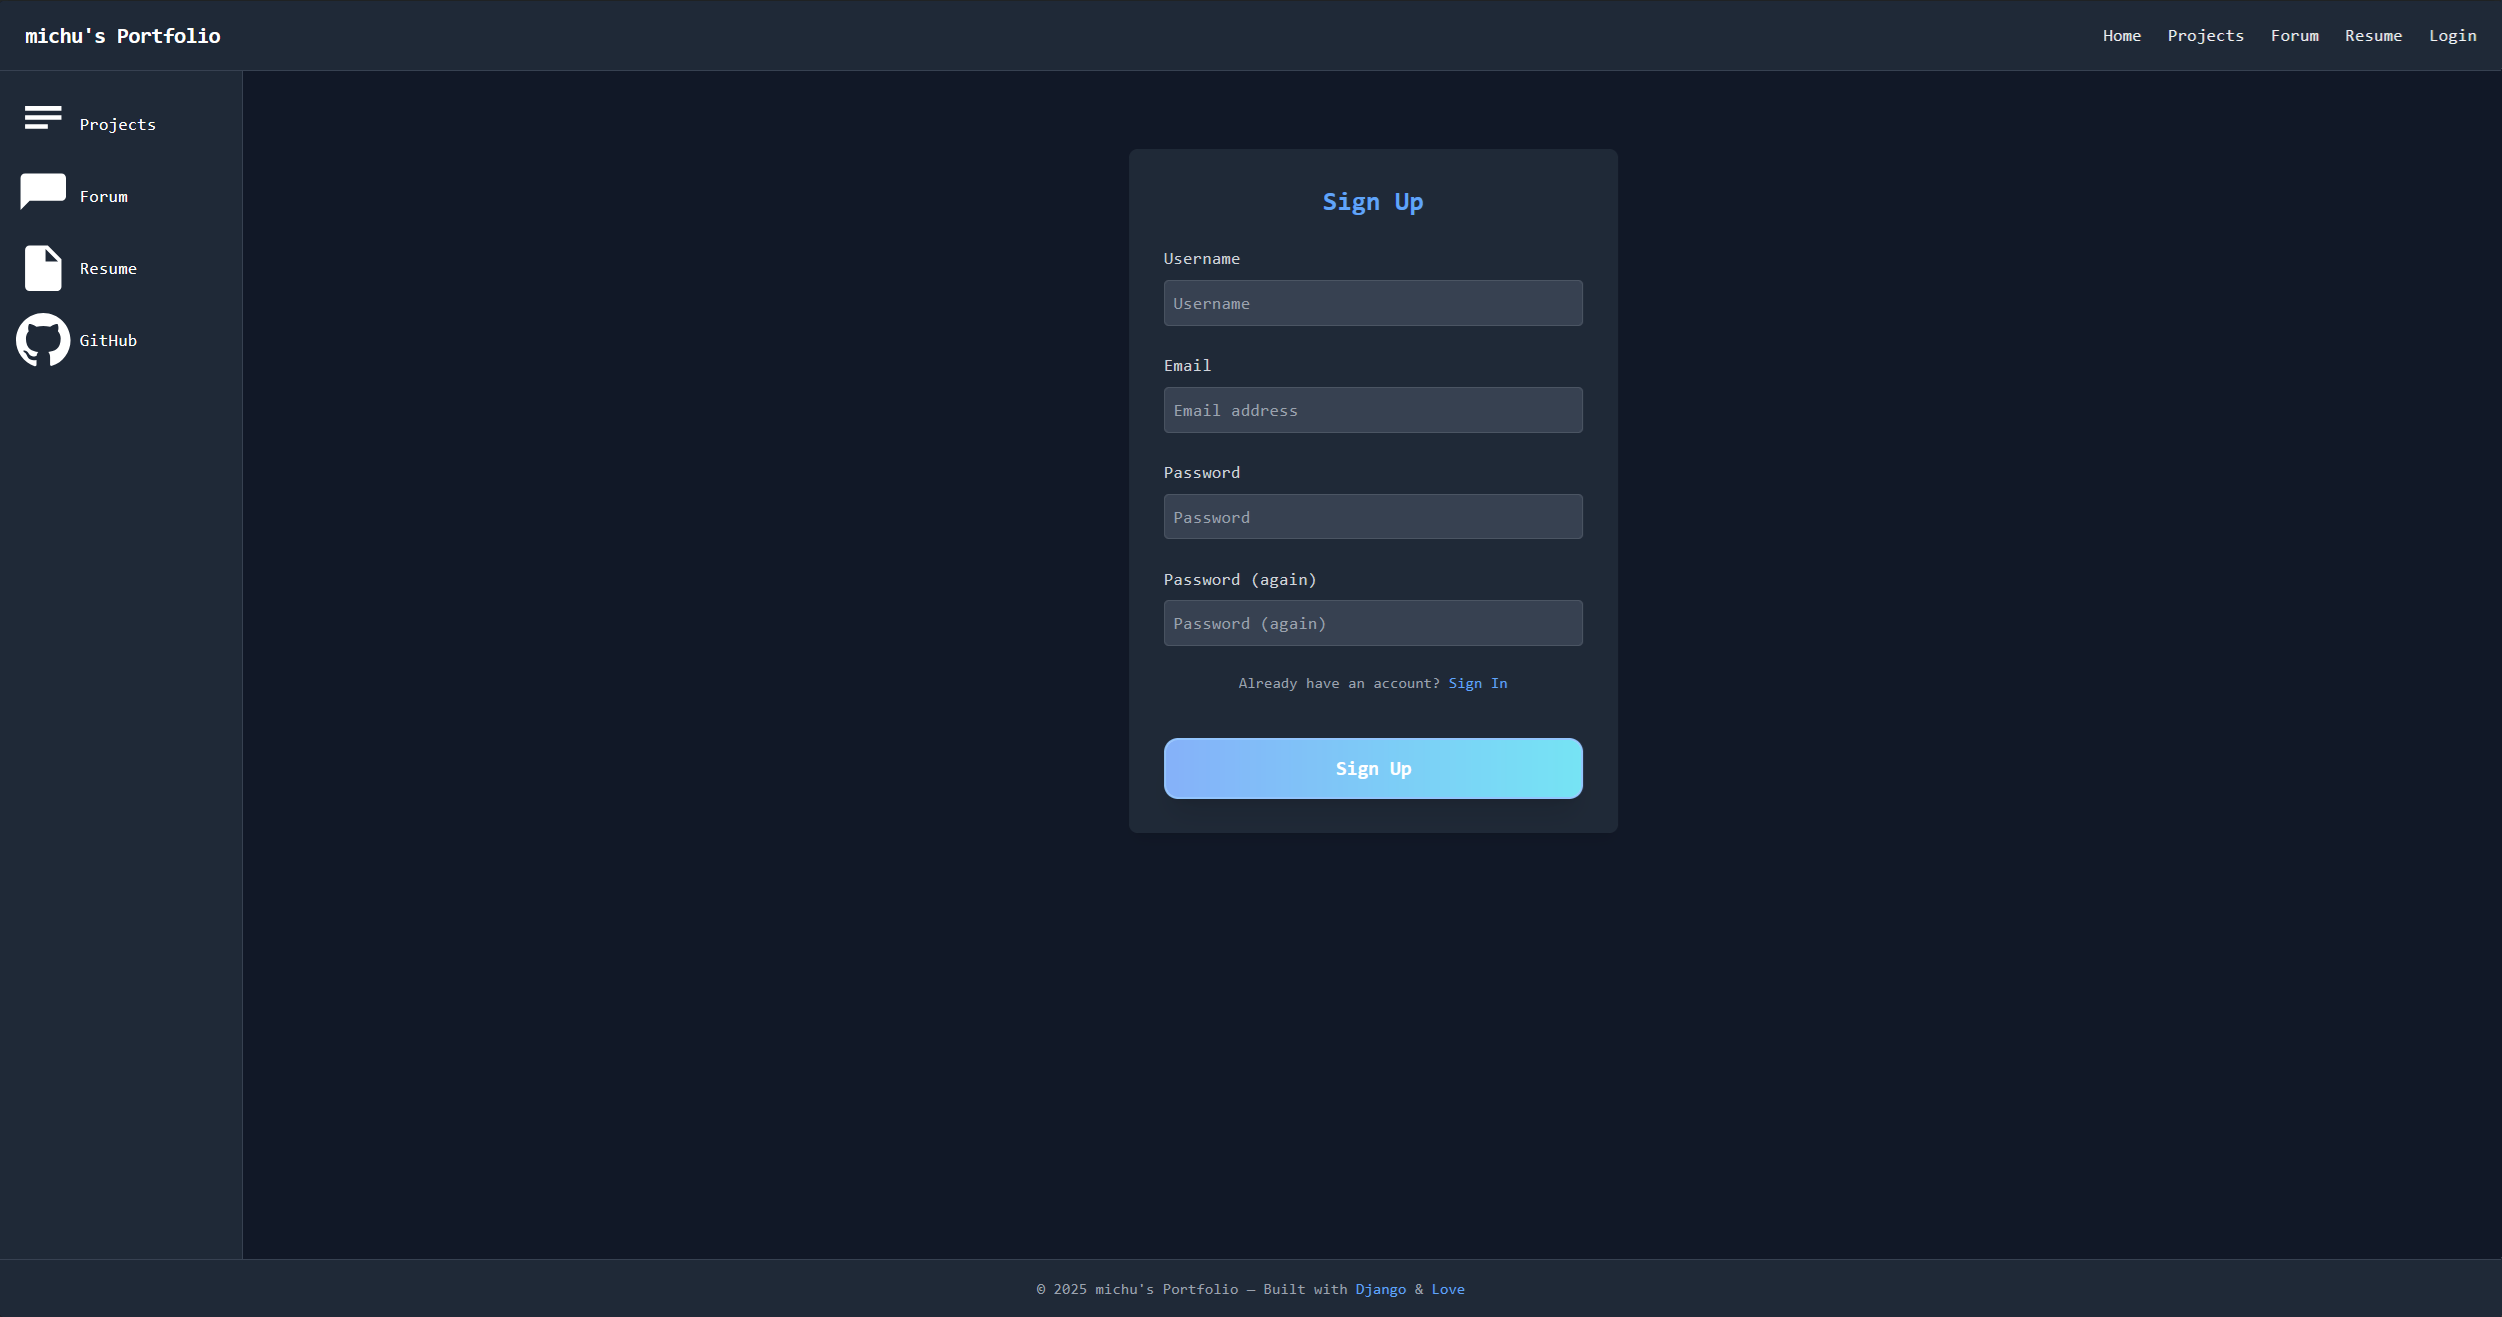 michu's Portfolio
Home Projects Forum Resume Login
Projects
Forum
Resume
GitHub
Sign Up
Username
Username
Email
Email address
Password
Password
Password (again)
Password (again)
Already have an account? Sign In
Sign Up
© 2025 michu's Portfolio — Built with Django & Love